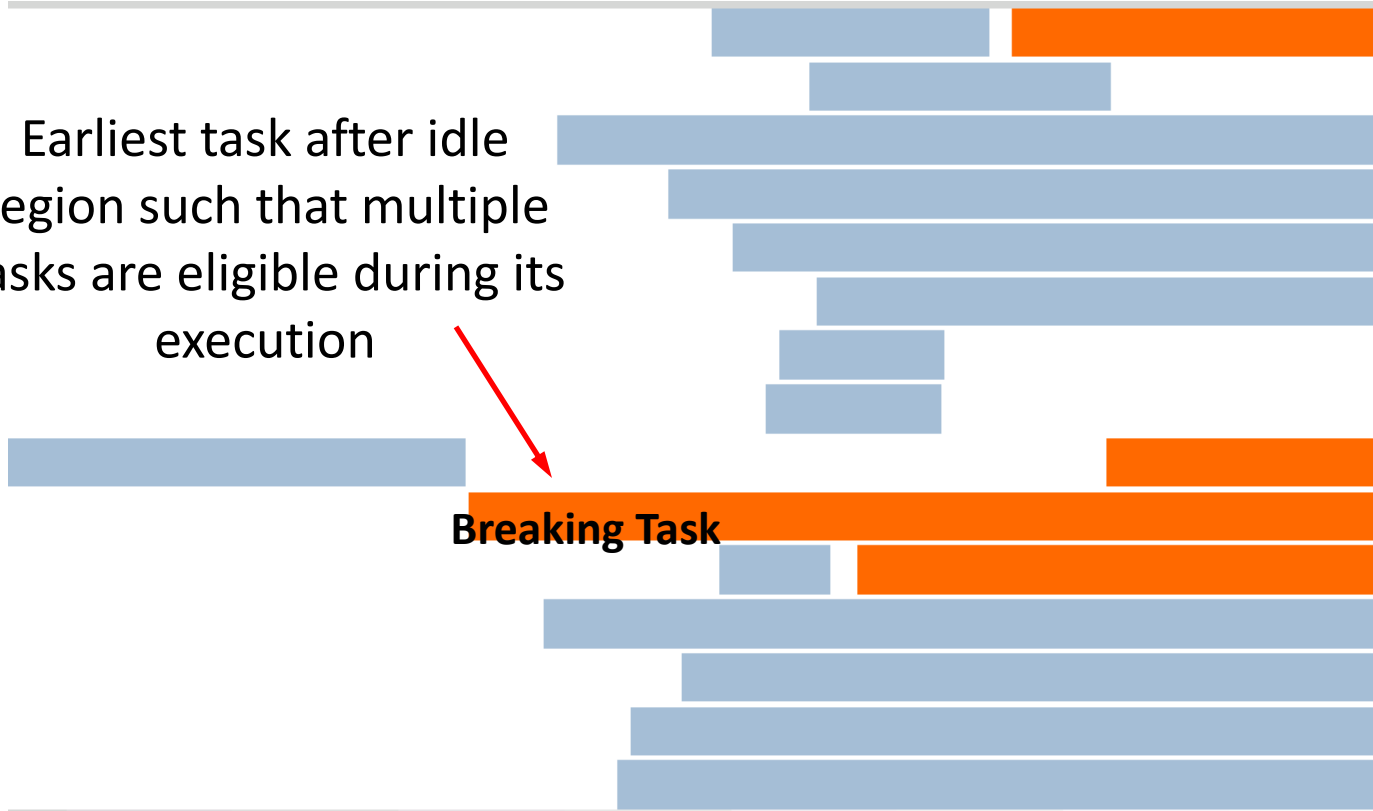 Earliest task after idle
egion such that multiple
asks are eligible during its
execution
Breaking Task